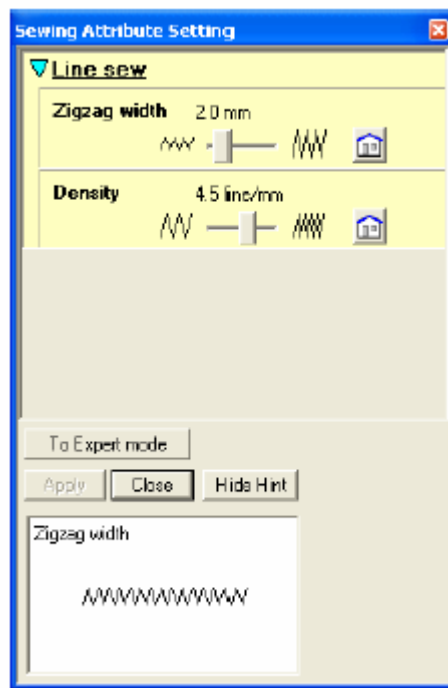 Sewing Attribute Setting
Line sew
Zigzag width 2.0 mm
Density 4.5 line/mm
To Expert mode
Apply Close Hide Hint
Zigzag width